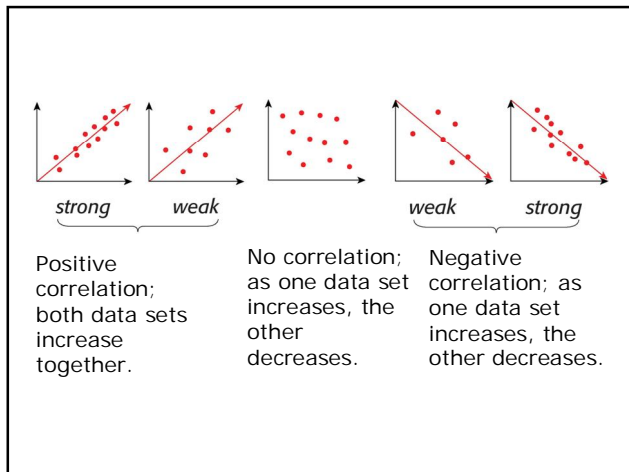 strong weak weak strong
Positive
correlation;
both data sets
increase
together.
No correlation;
as one data set
increases, the
other
decreases.
Negative
correlation; as
one data set
increases, the
other decreases.